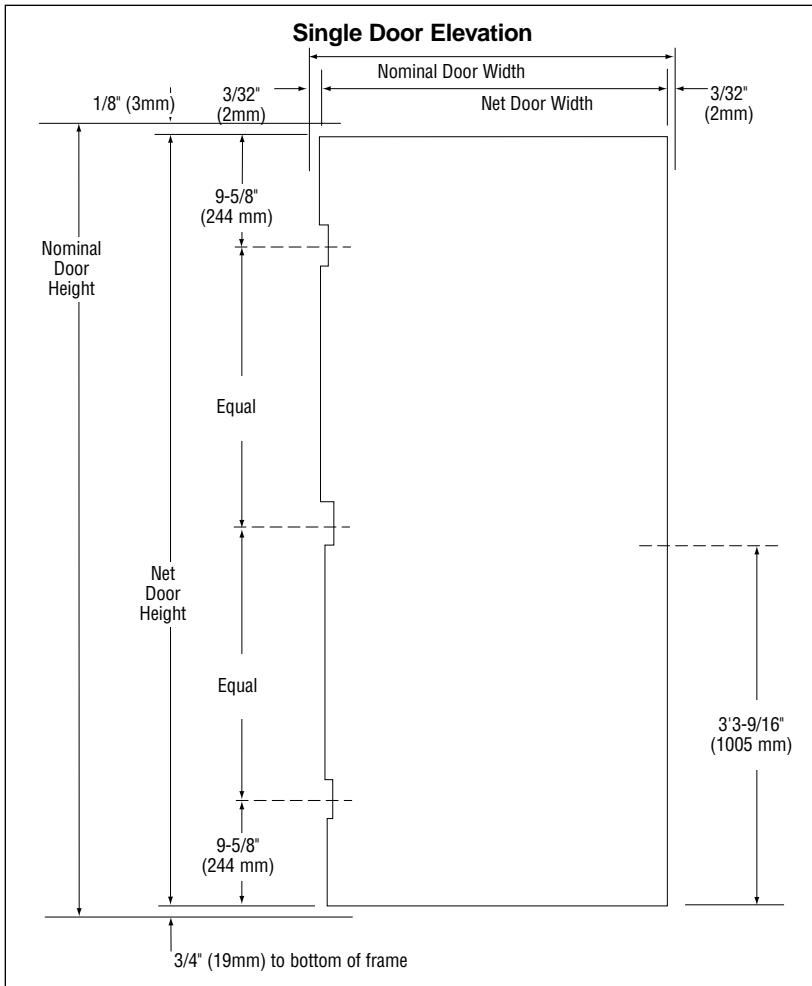 Single Door Elevation
Nominal Door Width
1/8" (3mm)
3/32"
(2mm)
Net Door Width
3/32"
(2mm)
9-5/8"
(244 mm)
Nominal
Door
Height
Equal
Net
Door
Height
Equal
3'3-9/16"
(1005 mm)
9-5/8"
(244 mm)
3/4" (19mm) to bottom of frame